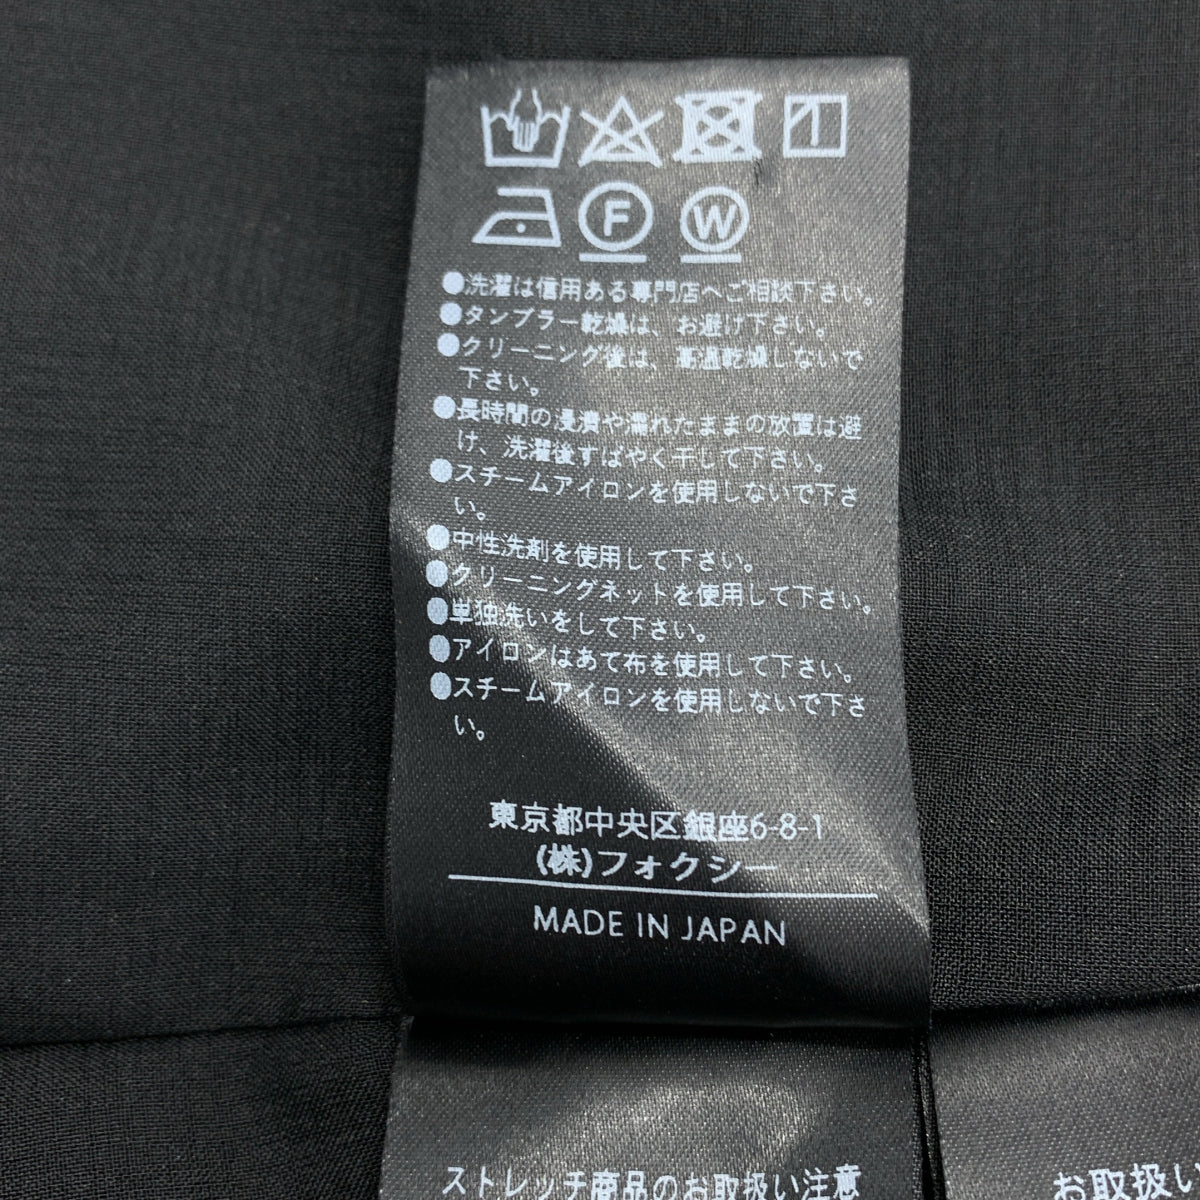 F W
●洗濯は信用ある専門店へご相談下さい。
●タンブラー乾燥は、お避け下さい。
●クリーニング後は、高温乾燥しないで
下さい。
●長時間の浸漬や濡れたままの放置は避
け、洗濯後すばやく干して下さい。
●スチームアイロンを使用しないで下さ
い。
●中性洗剤を使用して下さい。
●クリーニングネットを使用して下さい。
●単独洗いをして下さい。
●アイロンはあて布を使用して下さい。
●スチームアイロンを使用しないで下さ
い。
東京都中央区銀座6-8-1
(株)フォクシー
MADE IN JAPAN
ストレッチ商品のお取扱い注意
お取扱い